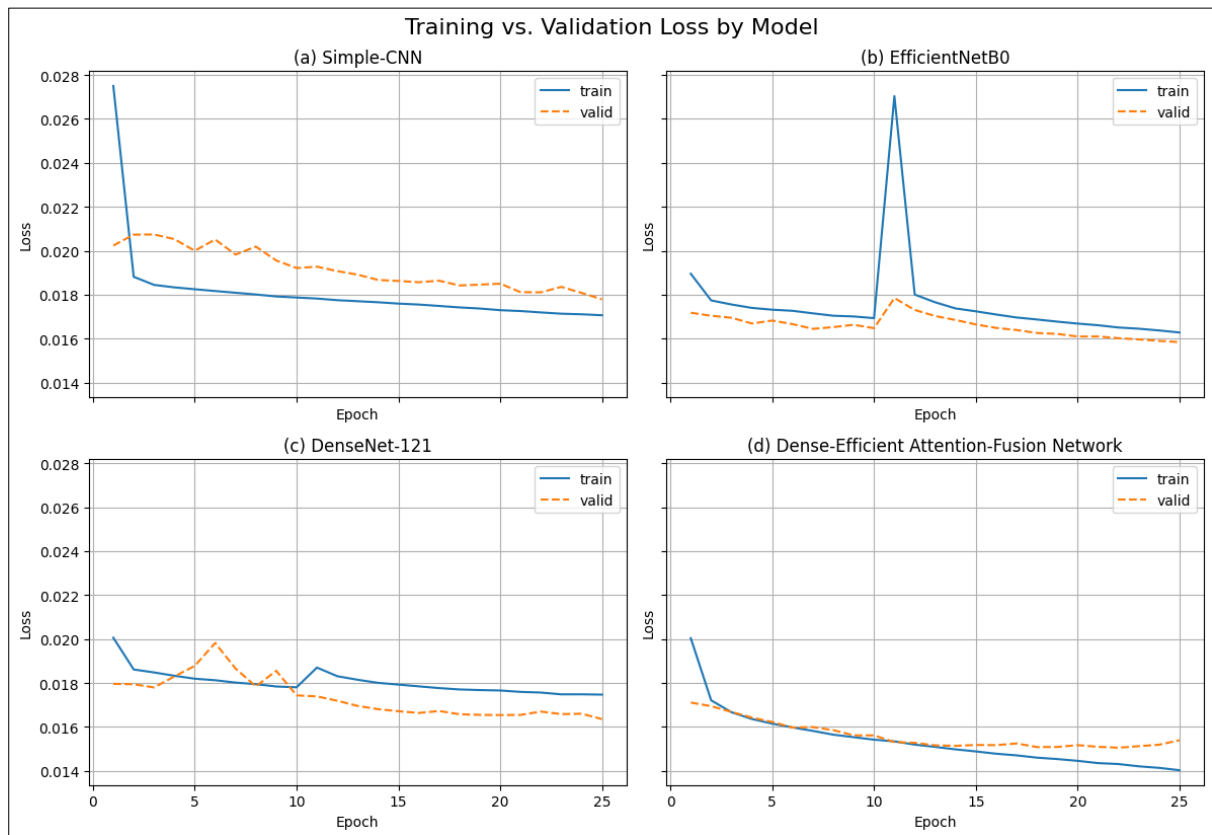 Training vs. Validation Loss by Model
(a) Simple-CNN
0.028
0.026
0.024
0.022
0.020
0.018
0.016
0.014
Loss
Epoch
train
valid
(b) EfficientNetB0
Loss
Epoch
train
valid
(c) DenseNet-121
0.028
0.026
0.024
0.022
0.020
0.018
0.016
0.014
Loss
0 5 10 15 20 25
Epoch
train
valid
(d) Dense-Efficient Attention-Fusion Network
Loss
0 5 10 15 20 25
Epoch
train
valid